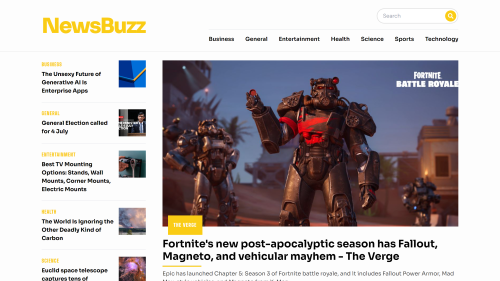 NewsBuzz
Search
Business General Entertainment Health Science Sports Technology
BUSINESS
The Unsexy Future of
Generative AI Is
Enterprise Apps
GENERAL
General Election called
for 4 July
ENTERTAINMENT
Best TV Mounting
Options: Stands, Wall
Mounts, Corner Mounts,
Electric Mounts
HEALTH
The World Is Ignoring the
Other Deadly Kind of
Carbon
SCIENCE
Euclid space telescope
captures tens of
FORTNITE
BATTLE ROYALE
THE VERGE
Fortnite's new post-apocalyptic season has Fallout,
Magneto, and vehicular mayhem - The Verge
Epic has launched Chapter 5: Season 3 of Fortnite battle royale, and it includes Fallout Power Armor, Mad